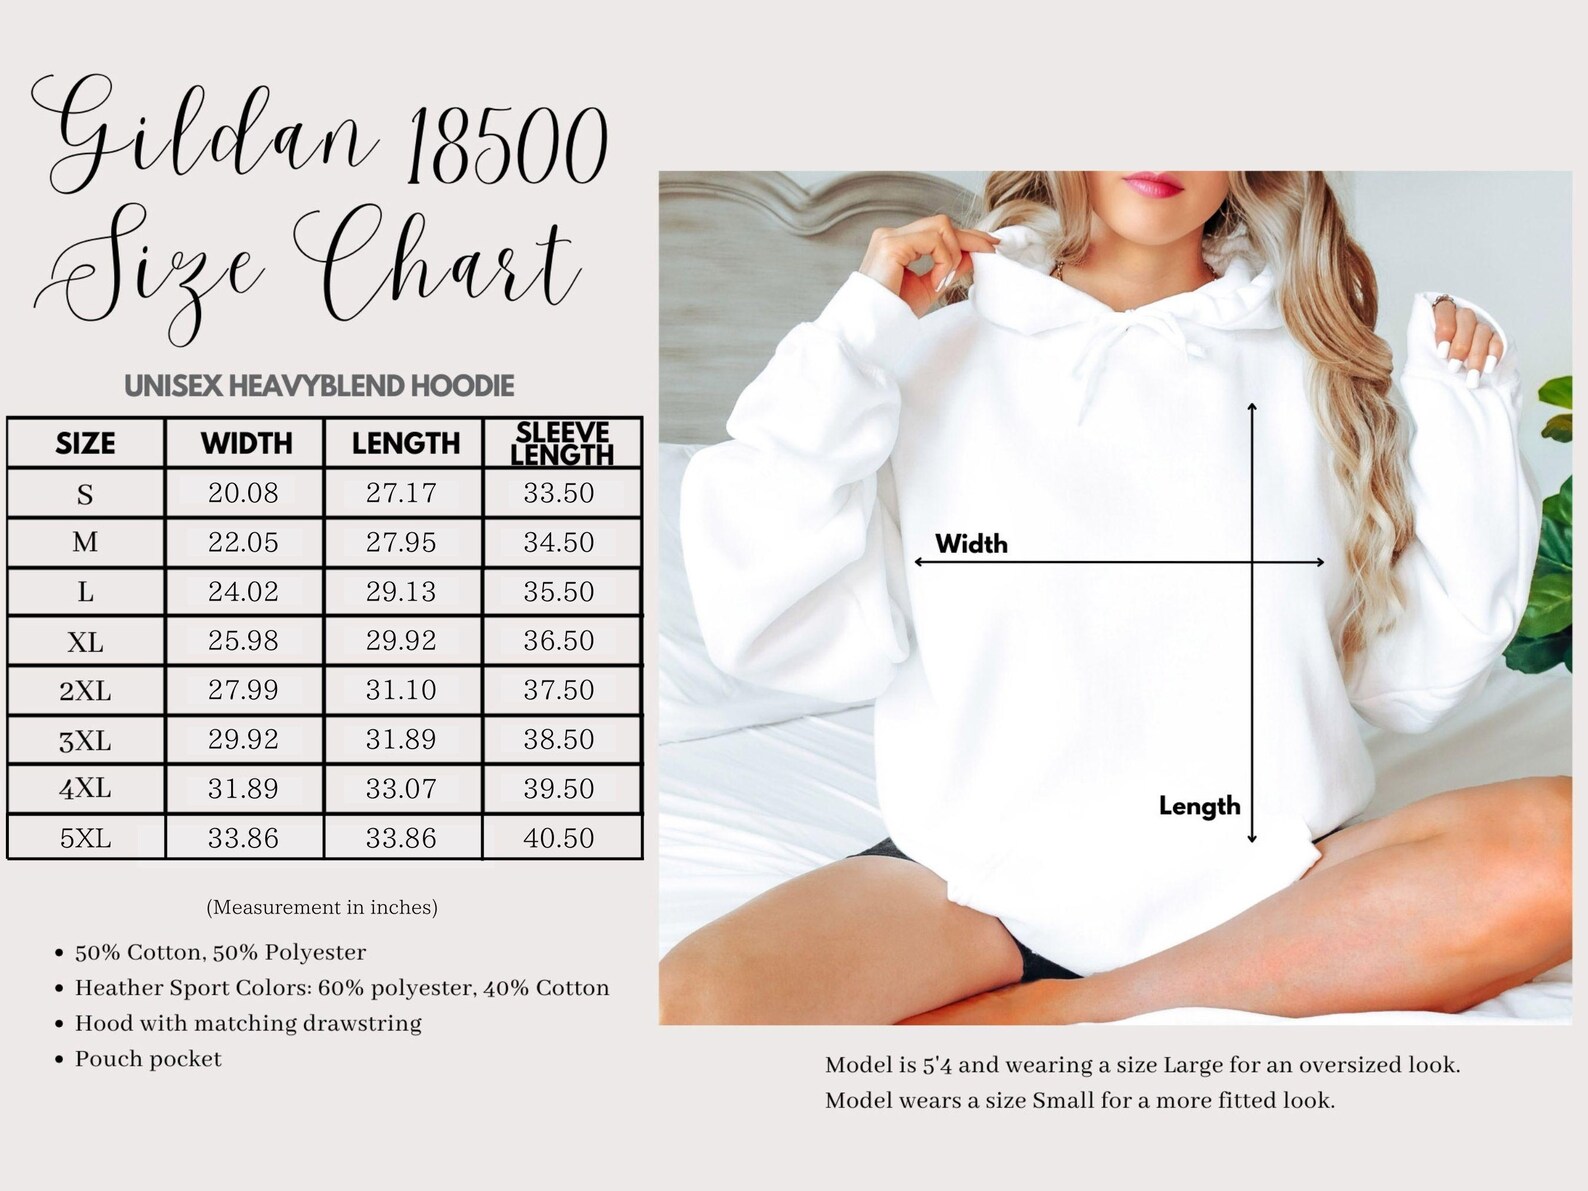 Gildan 18500
Size Chart
UNISEX HEAVYBLEND HOODIE
SIZE WIDTH LENGTH SLEEVE LENGTH
S 20.08 27.17 33.50
M 22.05 27.95 34.50
L 24.02 29.13 35.50
XL 25.98 29.92 36.50
2XL 27.99 31.10 37.50
3XL 29.92 31.89 38.50
4XL 31.89 33.07 39.50
5XL 33.86 33.86 40.50
(Measurement in inches)
• 50% Cotton, 50% Polyester
• Heather Sport Colors: 60% polyester, 40% Cotton
• Hood with matching drawstring
• Pouch pocket
Width
Length
Model is 5'4 and wearing a size Large for an oversized look.
Model wears a size Small for a more fitted look.